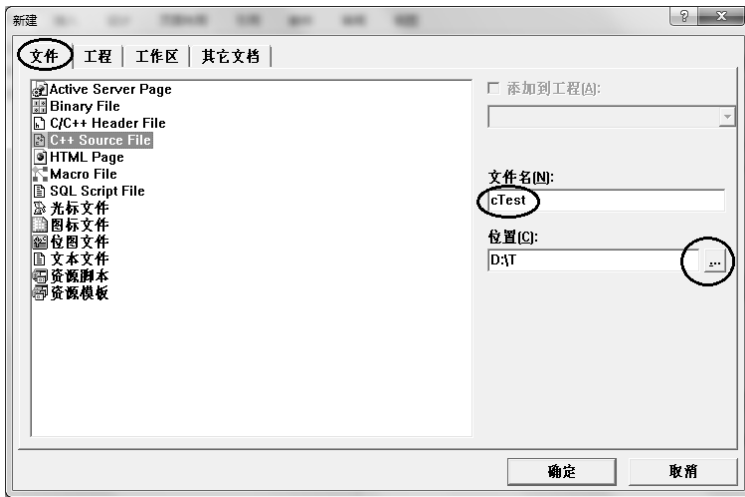 新建
文件 工程 工作区 其它文档
Active Server Page
Binary File
C/C++ Header File
C++ Source File
HTML Page
Macro File
SQL Script File
光标文件
图标文件
位图文件
文本文件
资源脚本
资源模板
添加到工程(A):
文件名(N):
cTest
位置(C):
D:\T
...
确定 取消